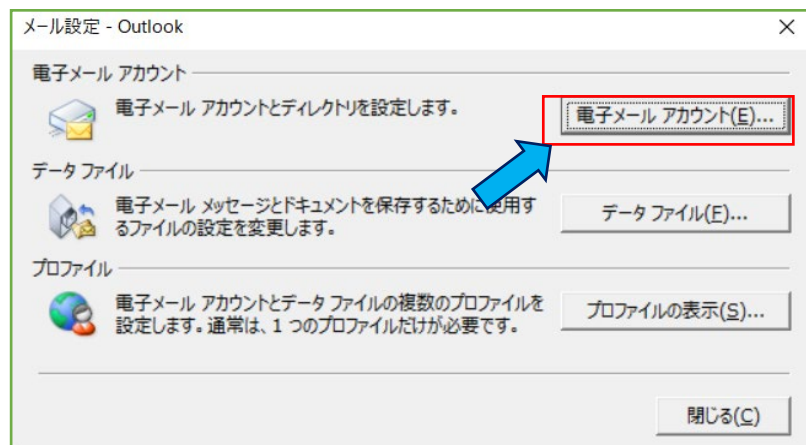 メール設定 - Outlook
電子メール アカウント
電子メール アカウントとディレクトリを設定します。
電子メール アカウント(E)...
データ ファイル
電子メール メッセージとドキュメントを保存するために使用す
るファイルの設定を変更します。
データ ファイル(F)...
プロファイル
電子メール アカウントとデータ ファイルの複数のプロファイルを
設定します。通常は、1 つのプロファイルだけが必要です。
プロファイルの表示(S)...
閉じる(C)